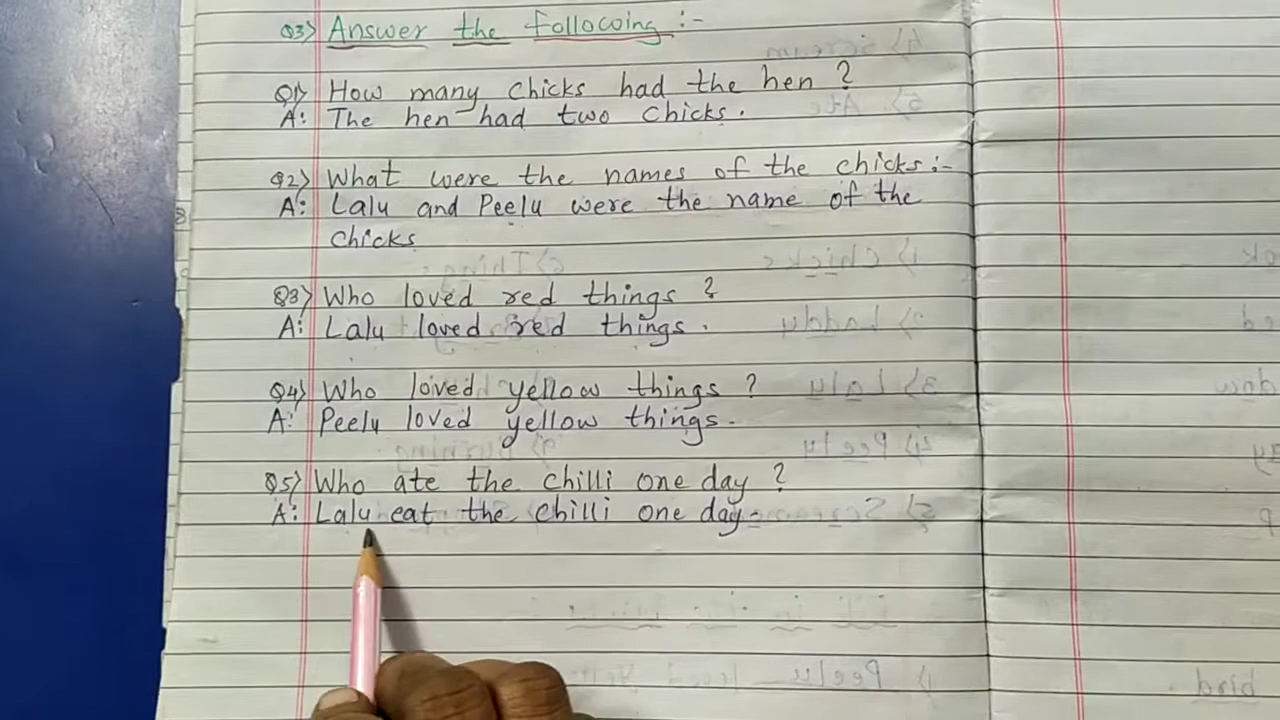 Q3) Answer the following :-
Q1) How many chicks had the hen ?
A: The hen had two chicks.
Q2) What were the names of the chicks :-
A: Lalu and Peelu were the name of the
chicks
Q3) Who loved red things ?
A: Lalu loved red things.
Q4) Who loved yellow things ?
A: Peelu loved yellow things.
Q5) Who ate the chilli one day ?
A: Lalu eat the chilli one day.